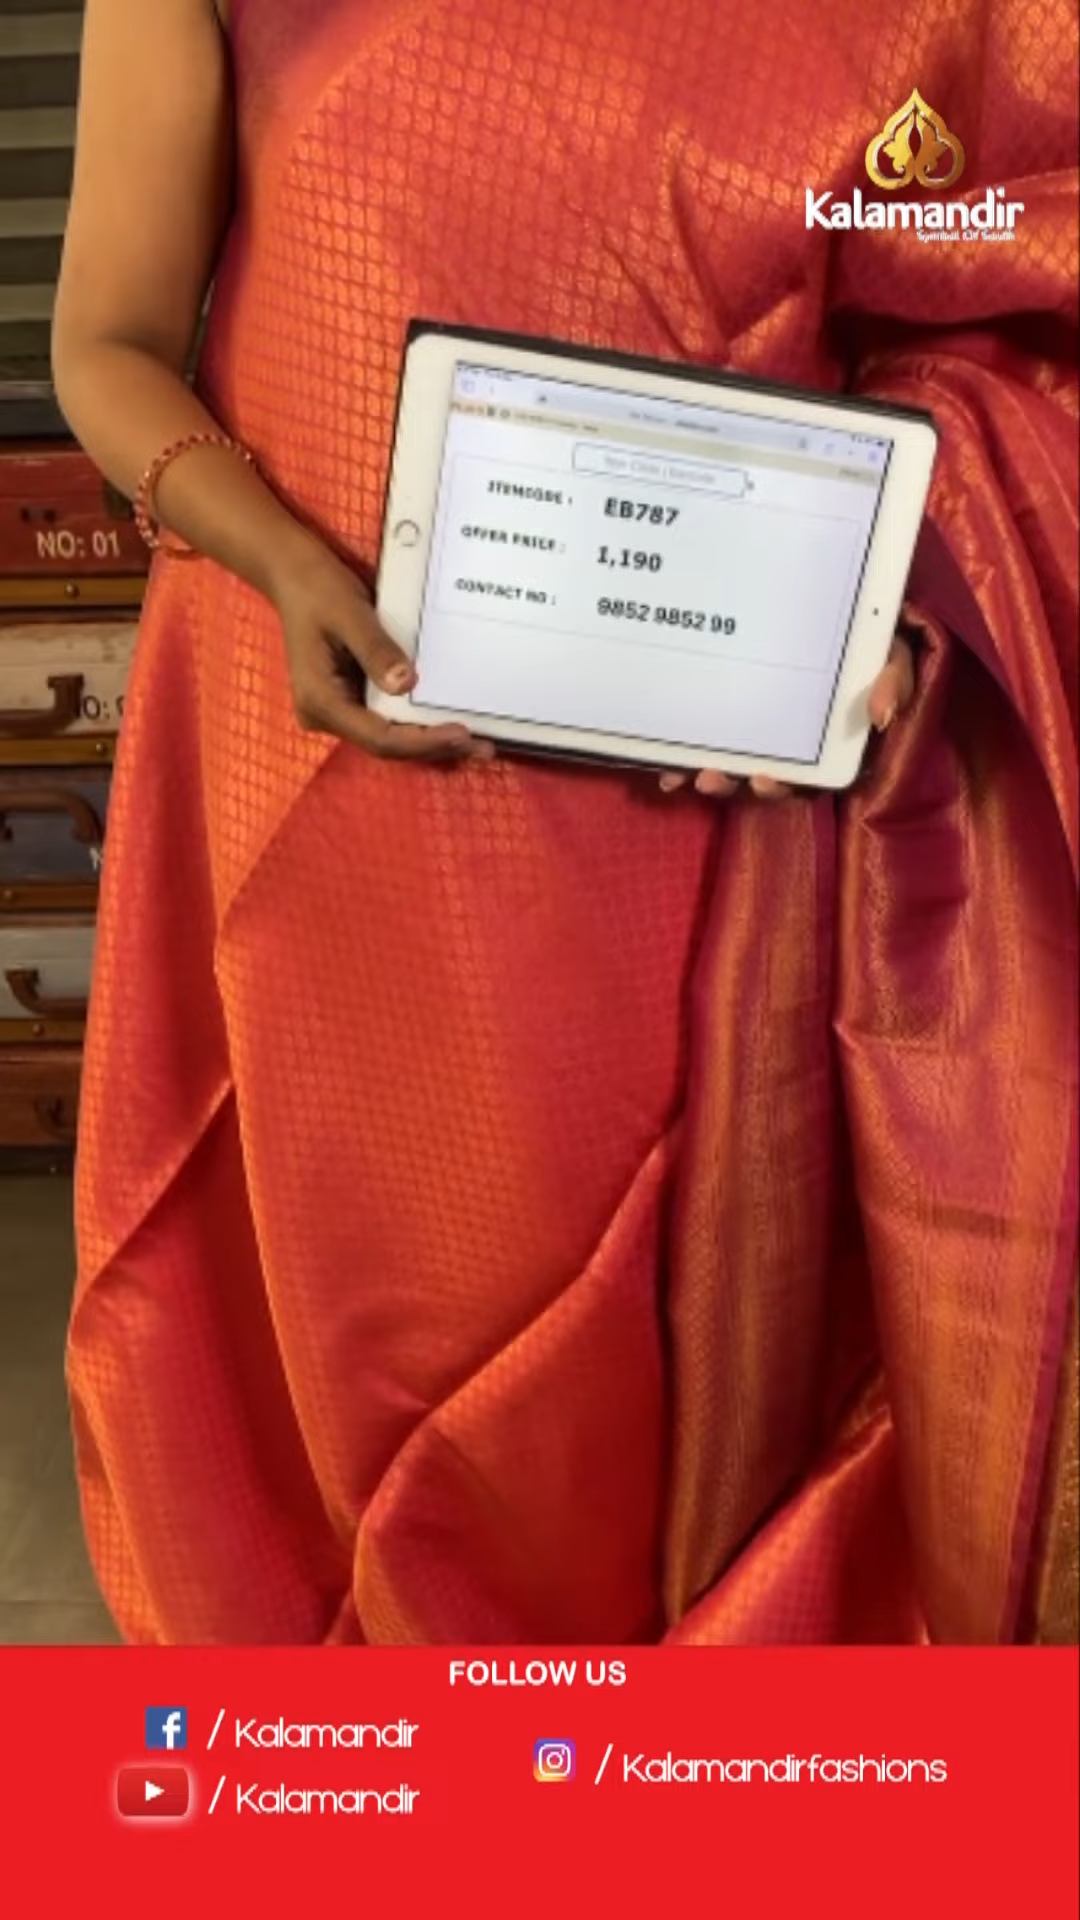 Kalamandir
ITEMCODE : EB787
OFFER PRICE : 1,190
CONTACT NO : 9852 9852 99
NO: 01
FOLLOW US
/ Kalamandir
/ Kalamandirfashions
/ Kalamandir